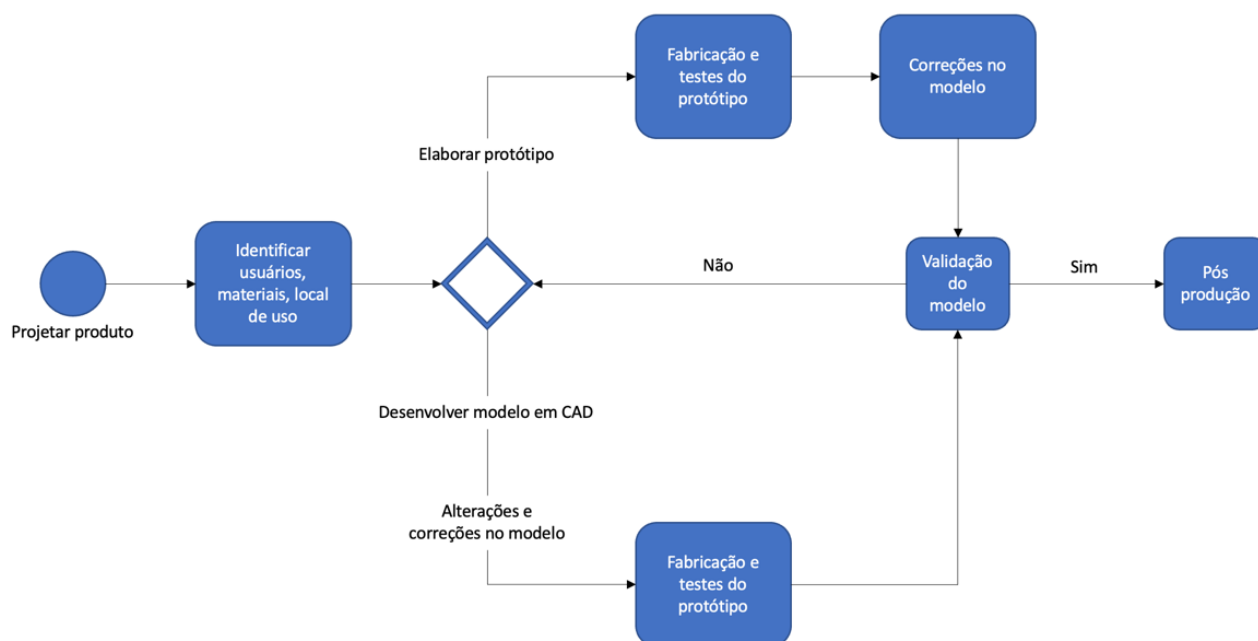 Fabricação e
testes do
protótipo
Correções no
modelo
Elaborar protótipo
Identificar
usuários,
materiais, local
de uso
Projetar produto
Não
Validação
do
modelo
Sim
Pós
produção
Desenvolver modelo em CAD
Alterações e
correções no modelo
Fabricação e
testes do
protótipo